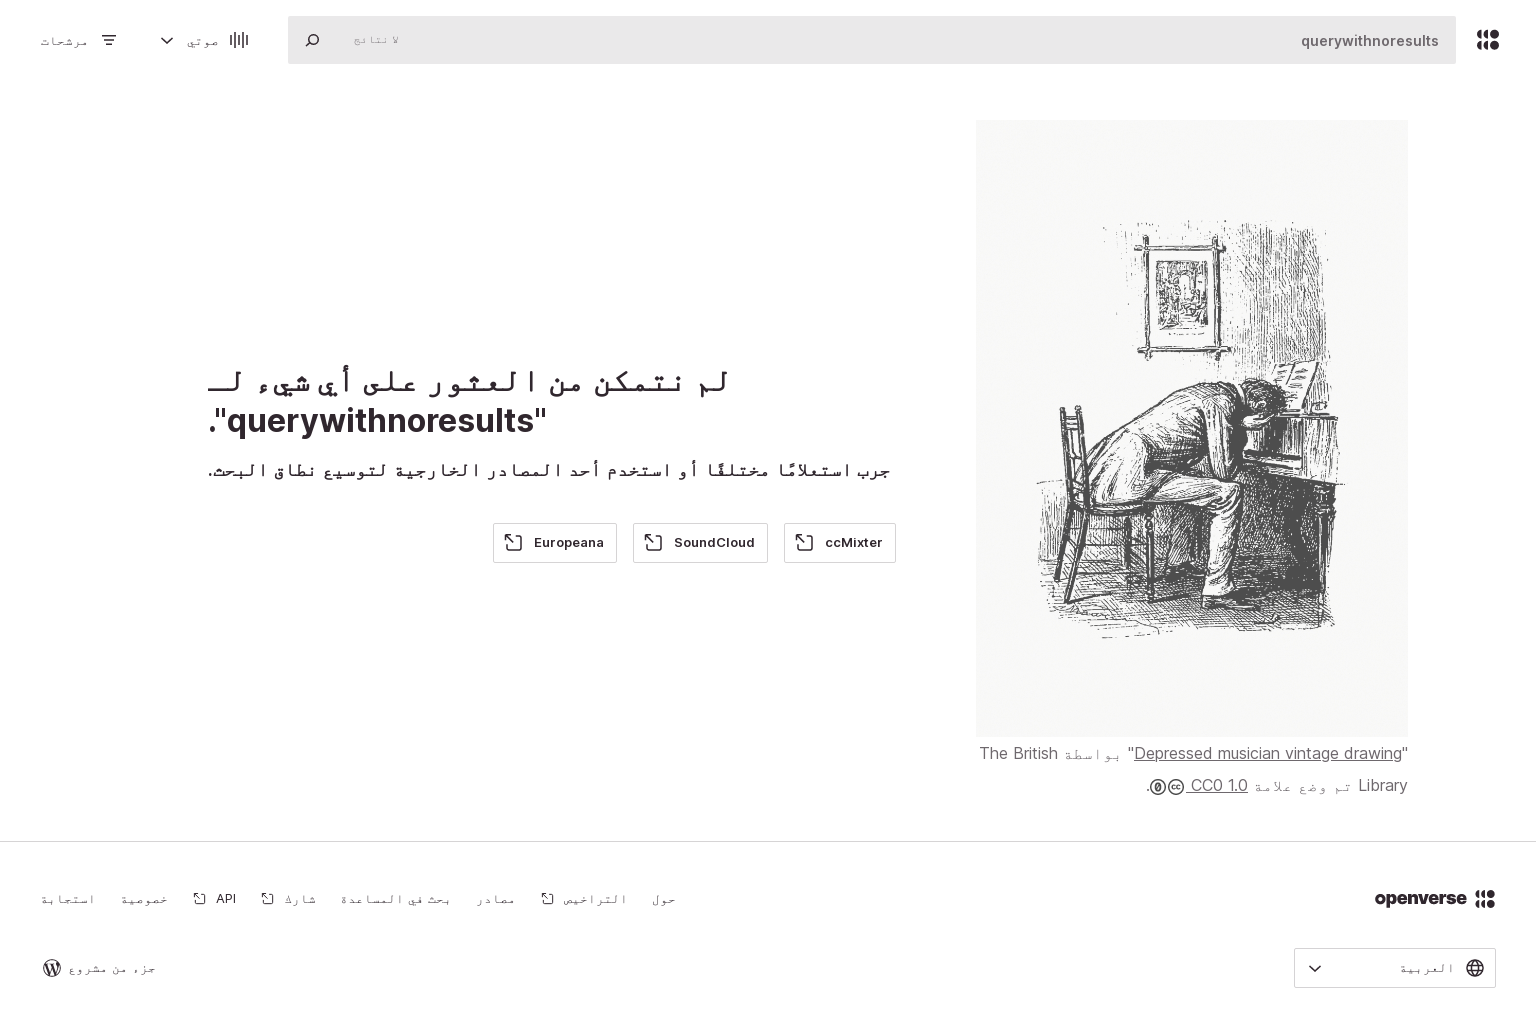 querywithnoresults
لا نتائج
صوتي
مرشحات
لم نتمكن من العثور على أي شيء لـ
"querywithnoresults".
جرب استعلامًا مختلفًا أو استخدم أحد المصادر الخارجية لتوسيع نطاق البحث.
ccMixter
SoundCloud
Europeana
"Depressed musician vintage drawing" بواسطة The British
Library تم وضع علامة CC0 1.0.
openverse
حول
التراخيص
مصادر
بحث في المساعدة
شارك
API
خصوصية
استجابة
العربية
جزء من مشروع